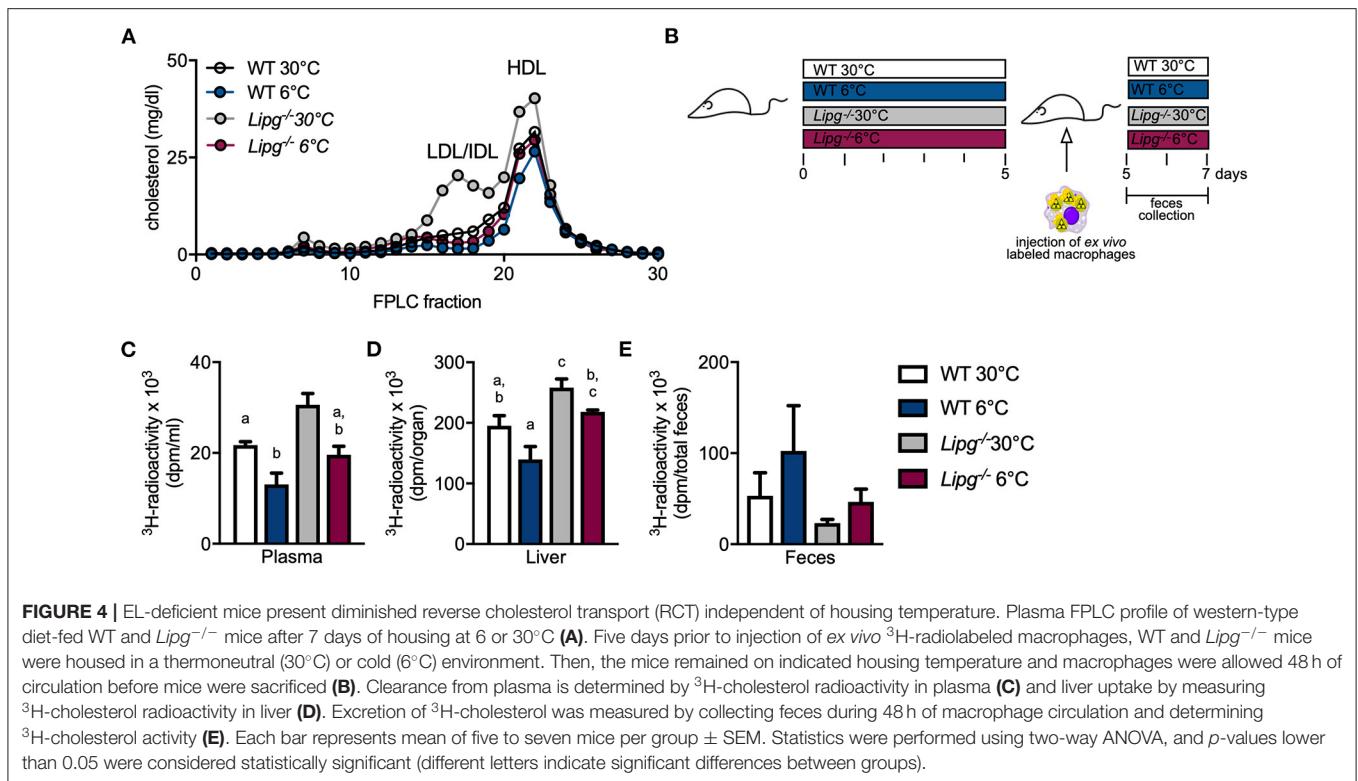 A
50
25
0
cholesterol (mg/dl)
WT 30°C
WT 6°C
Lipg-/-30°C
Lipg-/- 6°C
LDL/IDL
HDL
0 10 20 30
FPLC fraction
B
WT 30°C
WT 6°C
Lipg-/-30°C
Lipg-/-6°C
0 5
injection of ex vivo
labeled macrophages
WT 30°C
WT 6°C
Lipg-/-30°C
Lipg-/-6°C
5 7 days
feces
collection
C
³H-radioactivity x 10³
(dpm/ml)
40
20
0
a
b
a,
b
Plasma
D
³H-radioactivity x 10³
(dpm/organ)
300
200
100
0
a,
b
a
c
b,
c
Liver
E
³H-radioactivity x 10³
(dpm/total feces)
200
100
0
Feces
WT 30°C
WT 6°C
Lipg-/-30°C
Lipg-/- 6°C
FIGURE 4 | EL-deficient mice present diminished reverse cholesterol transport (RCT) independent of housing temperature. Plasma FPLC profile of western-type
diet-fed WT and Lipg−/− mice after 7 days of housing at 6 or 30°C (A). Five days prior to injection of ex vivo ³H-radiolabeled macrophages, WT and Lipg−/− mice
were housed in a thermoneutral (30°C) or cold (6°C) environment. Then, the mice remained on indicated housing temperature and macrophages were allowed 48 h of
circulation before mice were sacrificed (B). Clearance from plasma is determined by ³H-cholesterol radioactivity in plasma (C) and liver uptake by measuring
³H-cholesterol radioactivity in liver (D). Excretion of ³H-cholesterol was measured by collecting feces during 48 h of macrophage circulation and determining
³H-cholesterol activity (E). Each bar represents mean of five to seven mice per group ± SEM. Statistics were performed using two-way ANOVA, and p-values lower
than 0.05 were considered statistically significant (different letters indicate significant differences between groups).